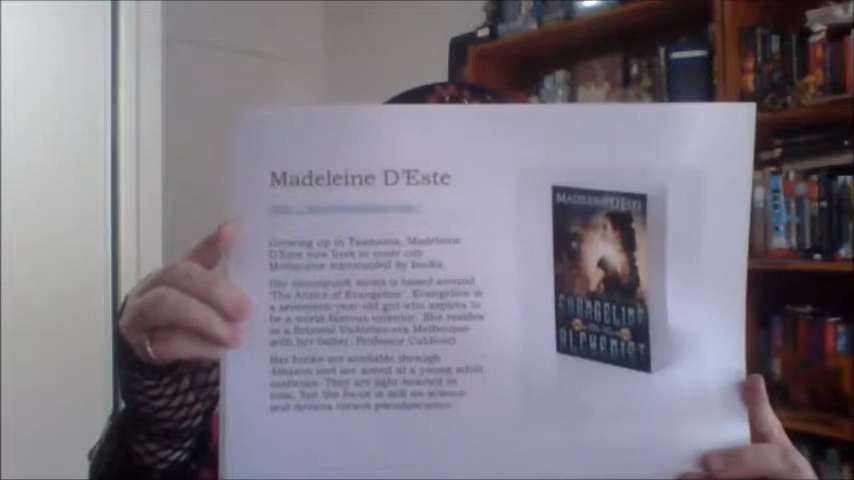 Madeleine D'Este
Growing up in Tasmania, Madeleine
D'Este now lives in inner city
Melbourne surrounded by books.
Her steampunk series is based around
'The Antics of Evangeline'. Evangeline is
a seventeen-year-old girl who aspires to
be a world-famous inventor. She resides
in a Victorian-era Melbourne
with her father, Professor
Her books are available through
Amazon and are aimed at a young adult
audience. They are light-hearted in
tone, but the focus is still on science
and versus pseudoscience.
MADELEINE D'ESTE
EVANGELINE
AND THE
ALCHEMIST